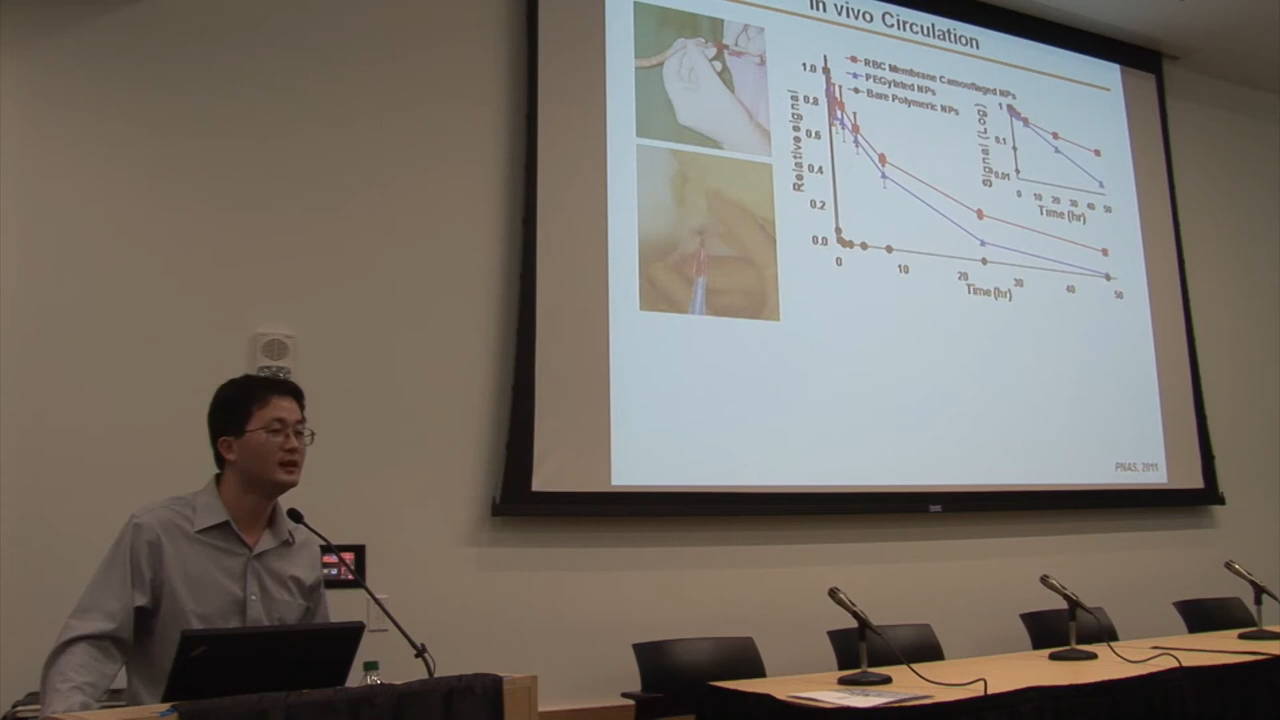 in vivo Circulation
RBC Membrane Camouflaged NPs
PEGylated NPs
Bare Polymeric NPs
Relative signal
1.0
0.8
0.6
0.4
0.2
0.0
0
10
20
30
40
50
Time (hr)
Signal (Log)
1
0.1
0.01
0
10
20
30
40
50
Time (hr)
PNAS, 2011